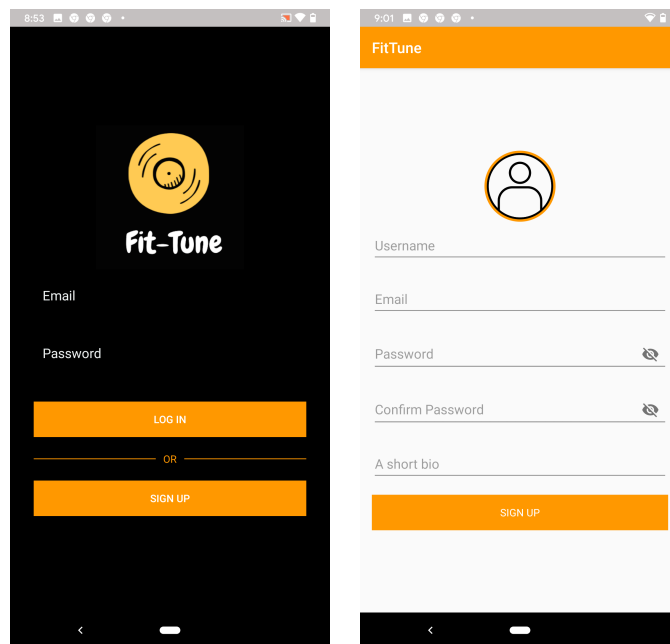 8:53
Fit-Tune
Email
Password
LOG IN
OR
SIGN UP
9:01
FitTune
Username
Email
Password
Confirm Password
A short bio
SIGN UP